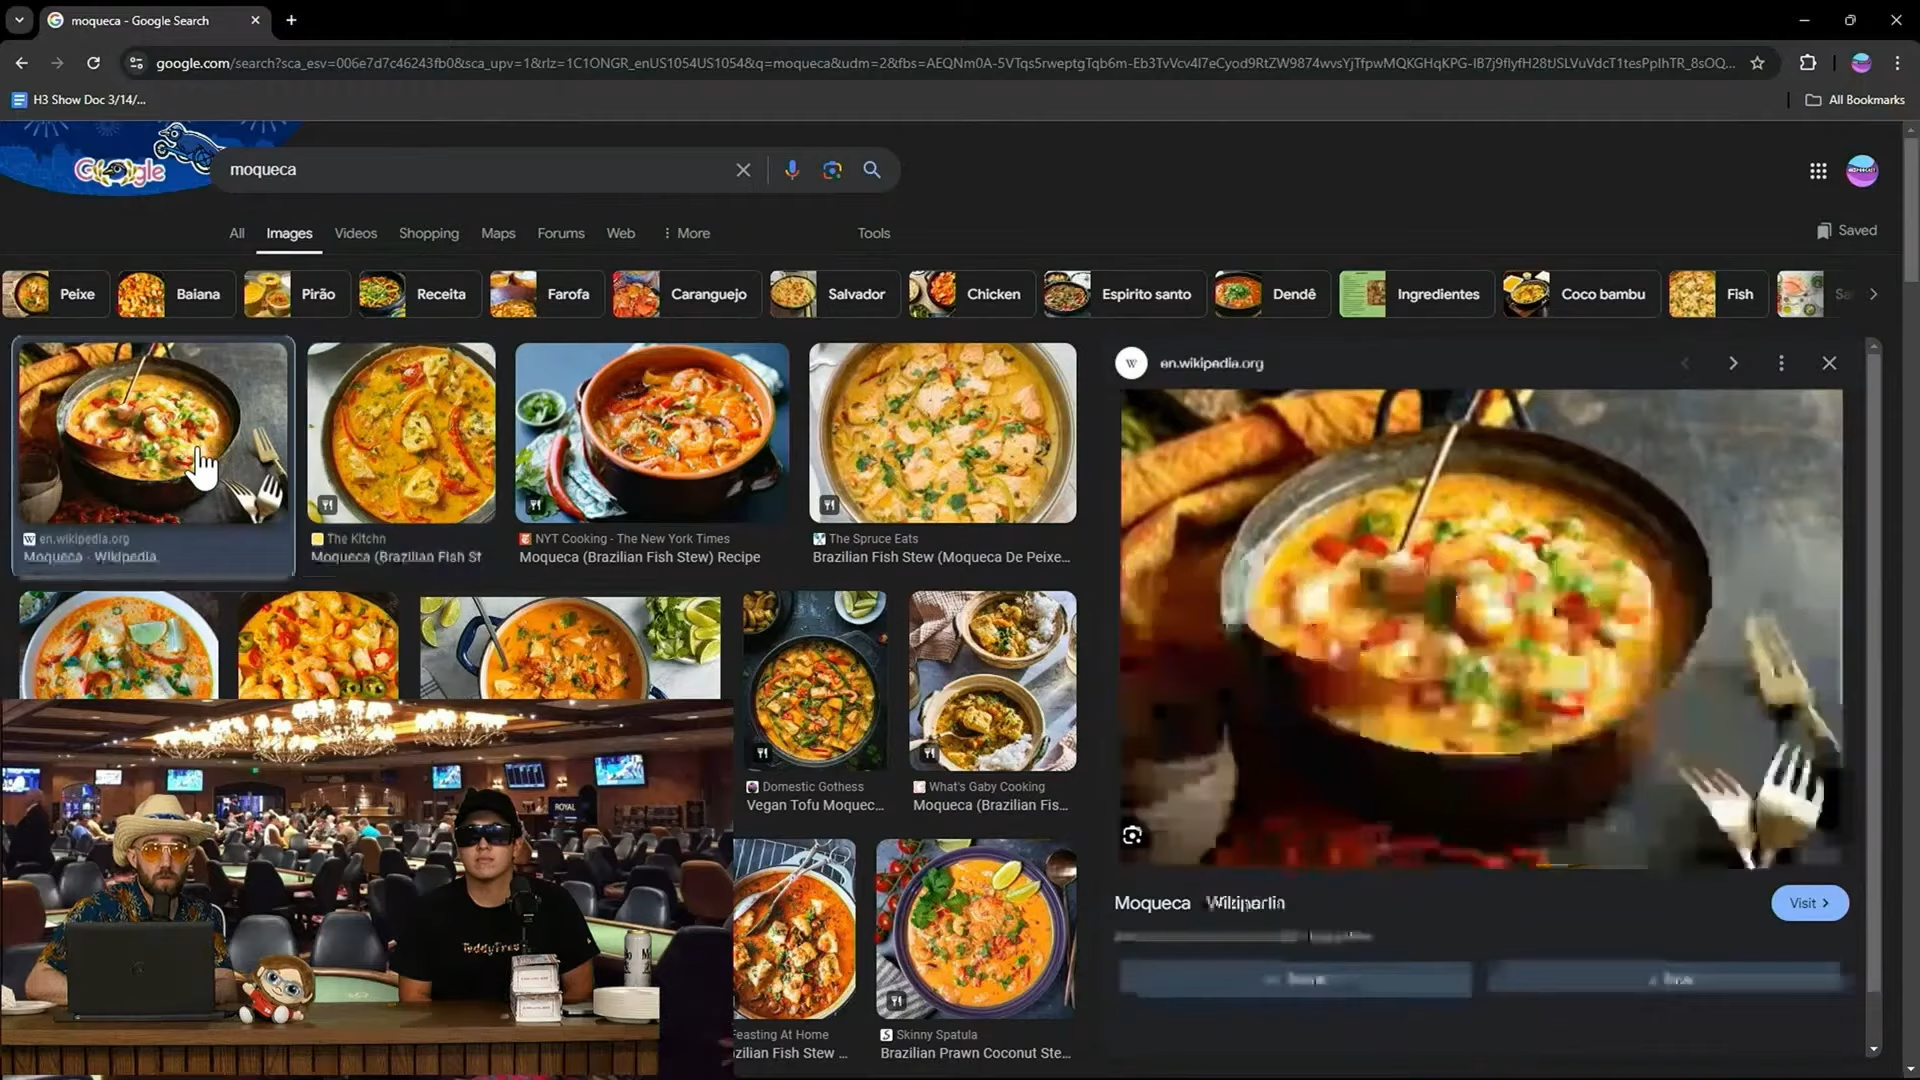 moqueca - Google Search
google.com/search?sca_esv=006e7d7c46243fb0&sca_upv=1&rlz=1C1ONGR_enUS1054US1054&q=moqueca&udm=2&fbs=
H3 Show Doc 3/14/...
All Bookmarks
Google
moqueca
All
Images
Videos
Shopping
Maps
Forums
Web
More
Tools
Saved
Peixe
Baiana
Pirão
Receita
Farofa
Caranguejo
Salvador
Chicken
Espirito santo
Dendê
Ingredientes
Coco bambu
Fish
en.wikipedia.org
Moqueca - Wikipedia
The Kitchn
Moqueca (Brazilian Fish St
NYT Cooking - The New York Times
Moqueca (Brazilian Fish Stew) Recipe
The Spruce Eats
Brazilian Fish Stew (Moqueca De Peixe...
W
en.wikipedia.org
Domestic Gothess
Vegan Tofu Moquec...
What's Gaby Cooking
Moqueca (Brazilian Fis...
Moqueca
Visit
ROYAL
TeddyFresh
Feasting At Home
zilian Fish Stew ...
Skinny Spatula
Brazilian Prawn Coconut Ste...